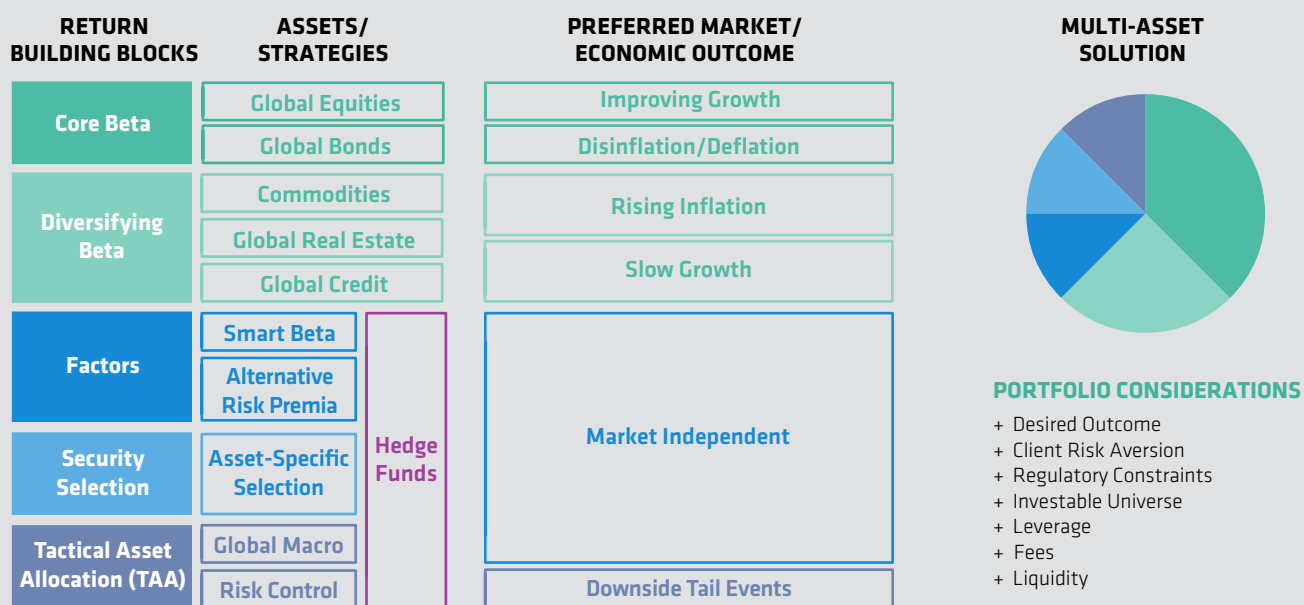 RETURN
BUILDING BLOCKS
ASSETS/
STRATEGIES
PREFERRED MARKET/
ECONOMIC OUTCOME
MULTI-ASSET
SOLUTION
Core Beta
Global Equities
Improving Growth
Global Bonds
Disinflation/Deflation
Diversifying
Beta
Commodities
Global Real Estate
Global Credit
Rising Inflation
Slow Growth
Factors
Smart Beta
Alternative
Risk Premia
Security
Selection
Asset-Specific
Selection
Hedge
Funds
Market Independent
Tactical Asset
Allocation (TAA)
Global Macro
Risk Control
Downside Tail Events
PORTFOLIO CONSIDERATIONS
+ Desired Outcome
+ Client Risk Aversion
+ Regulatory Constraints
+ Investable Universe
+ Leverage
+ Fees
+ Liquidity